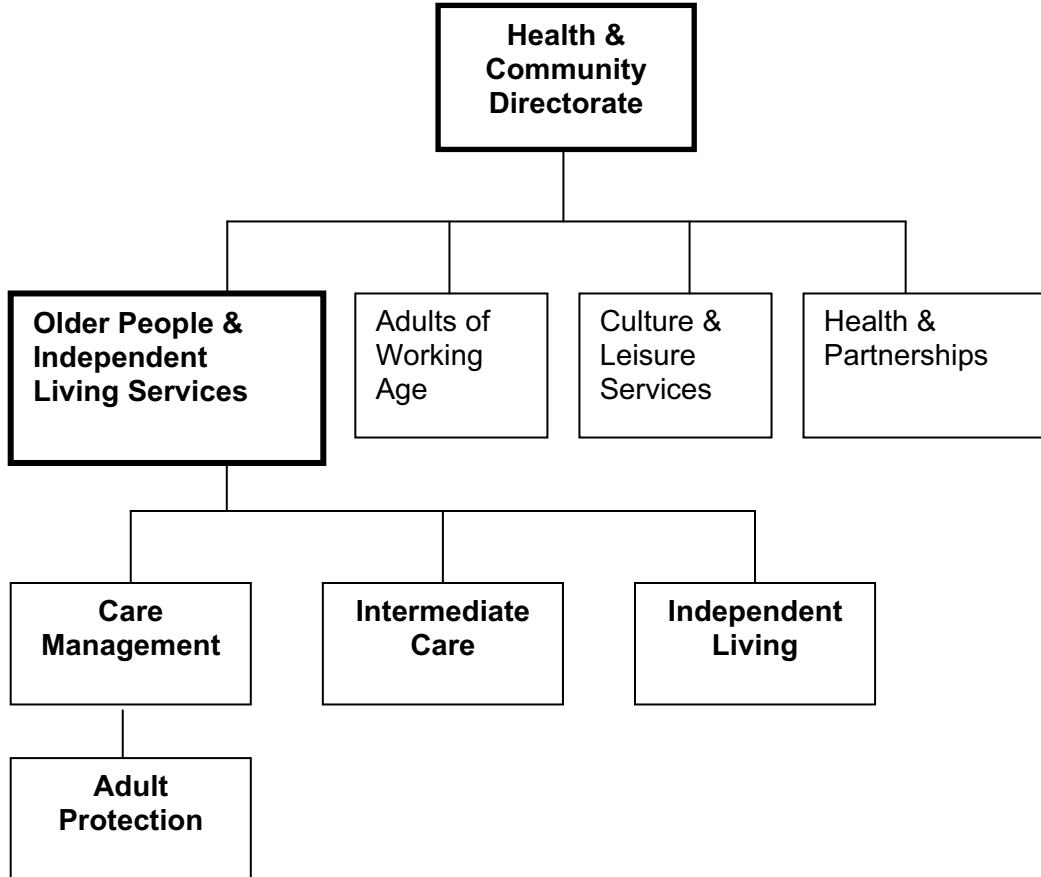 Health &
Community
Directorate
Older People &
Independent
Living Services
Adults of
Working
Age
Culture &
Leisure
Services
Health &
Partnerships
Care
Management
Intermediate
Care
Independent
Living
Adult
Protection